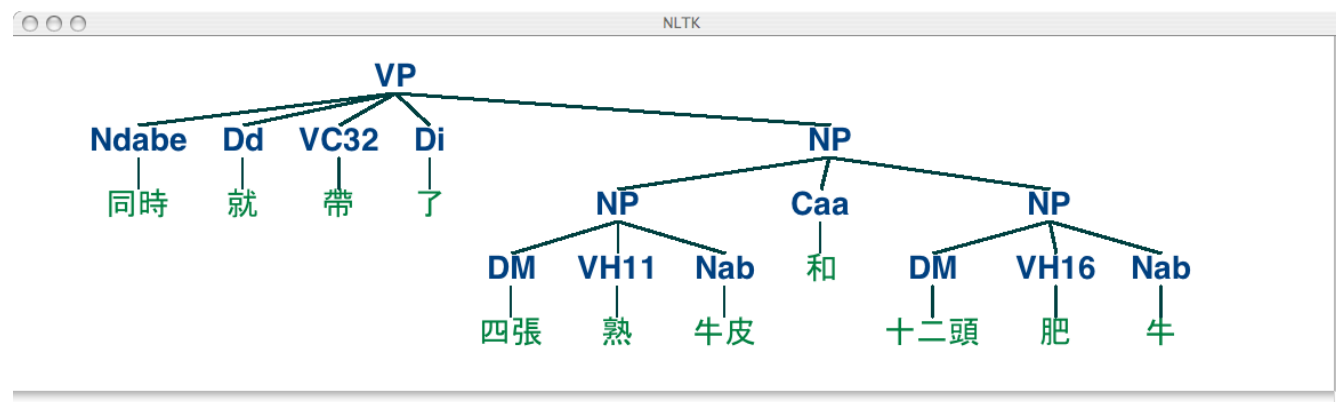 NLTK
VP
Ndabe Dd VC32 Di NP
同時 就 帶 了 NP Caa NP
DM VH11 Nab 和 DM VH16 Nab
四張 熟 牛皮 十二頭 肥 牛